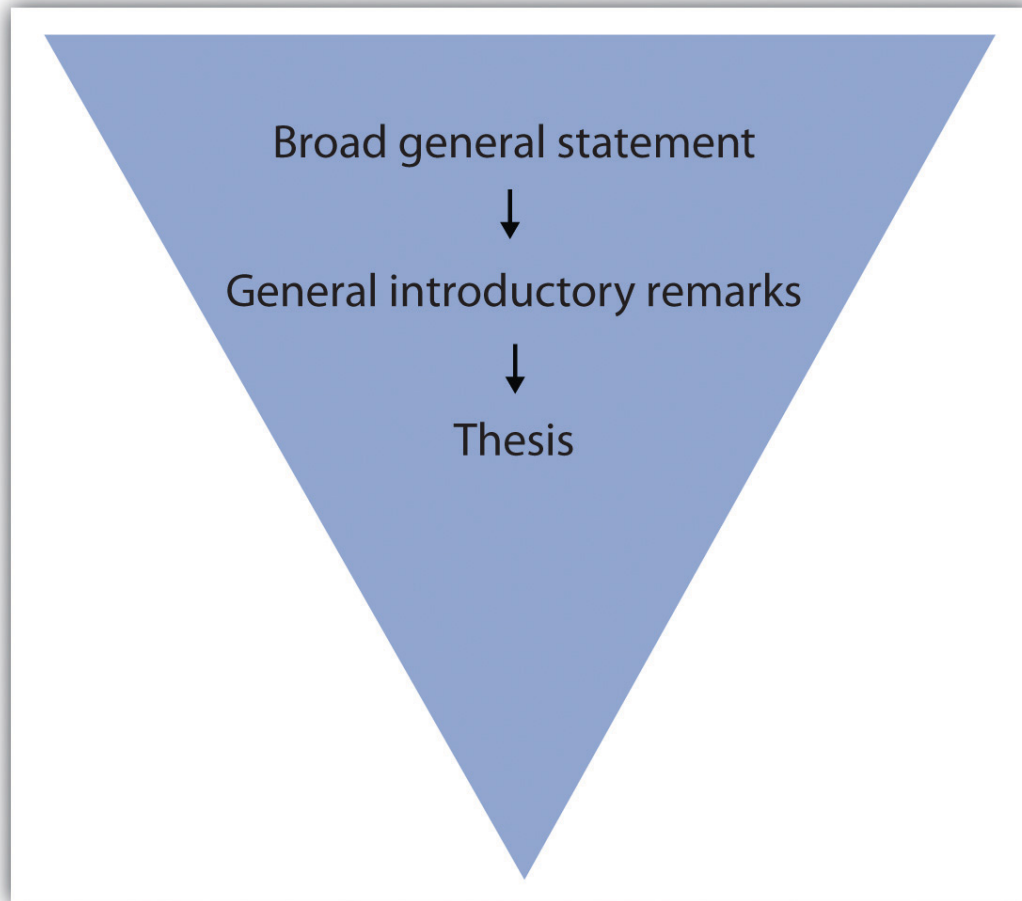 Broad general statement
General introductory remarks
Thesis